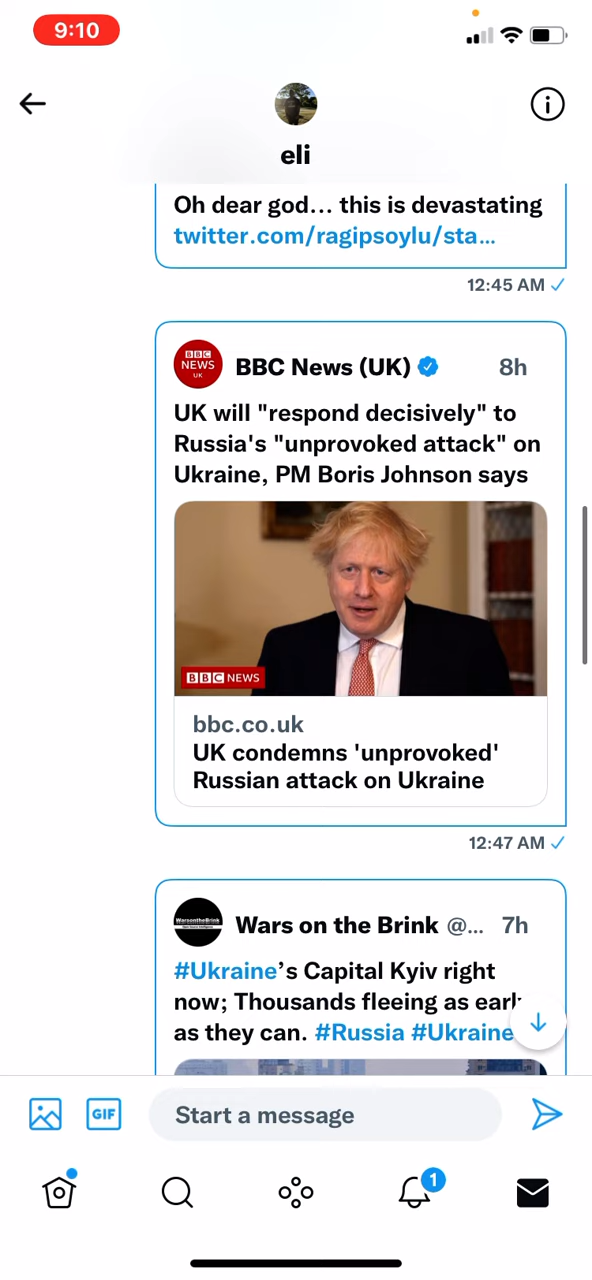 9:10
eli
Oh dear god... this is devastating
twitter.com/ragipsoylu/sta...
12:45 AM
BBC NEWS UK
BBC News (UK) 8h
UK will "respond decisively" to
Russia's "unprovoked attack" on
Ukraine, PM Boris Johnson says
BBC NEWS
bbc.co.uk
UK condemns 'unprovoked'
Russian attack on Ukraine
12:47 AM
WarsontheBrink
Wars on the Brink @... 7h
#Ukraine's Capital Kyiv right
now; Thousands fleeing as early
as they can. #Russia #Ukraine
GIF
Start a message
1